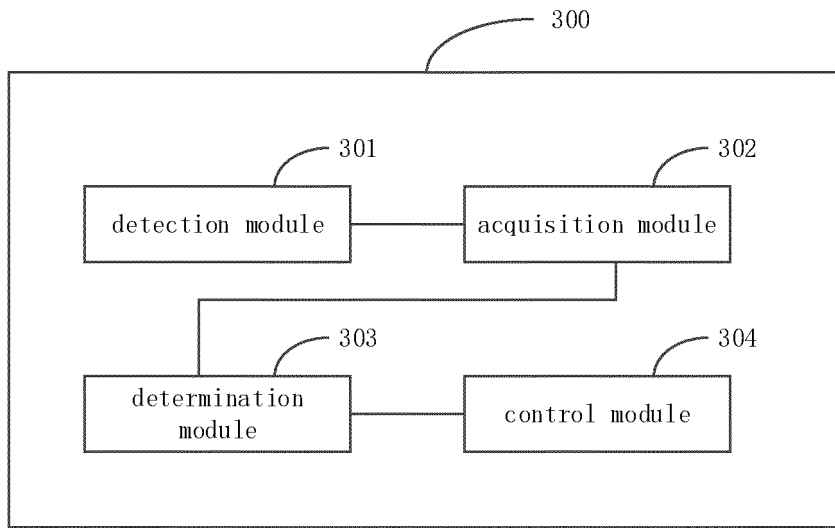 300
301
302
detection module
acquisition module
303
304
determination
module
control module